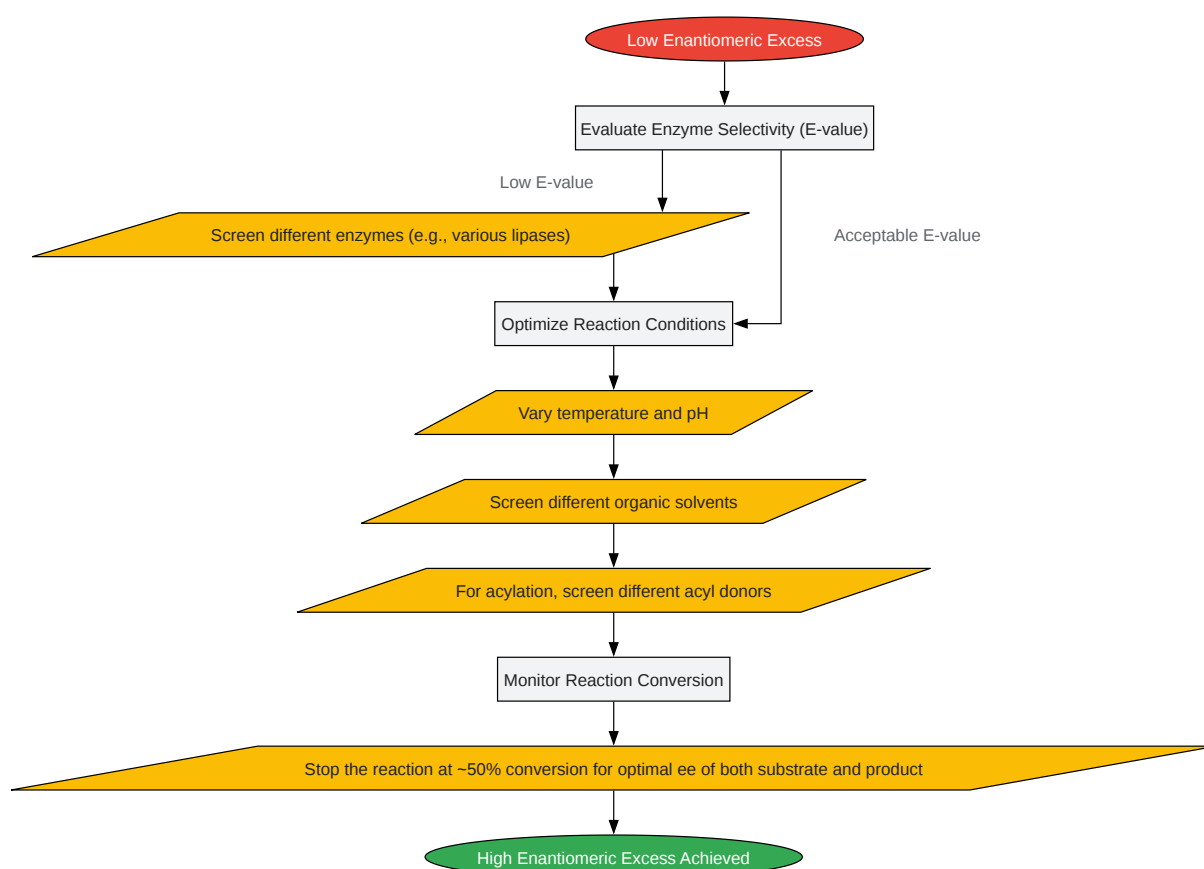 Low Enantiomeric Excess
Evaluate Enzyme Selectivity (E-value)
Low E-value
Screen different enzymes (e.g., various lipases)
Acceptable E-value
Optimize Reaction Conditions
Vary temperature and pH
Screen different organic solvents
For acylation, screen different acyl donors
Monitor Reaction Conversion
Stop the reaction at ~50% conversion for optimal ee of both substrate and product
High Enantiomeric Excess Achieved